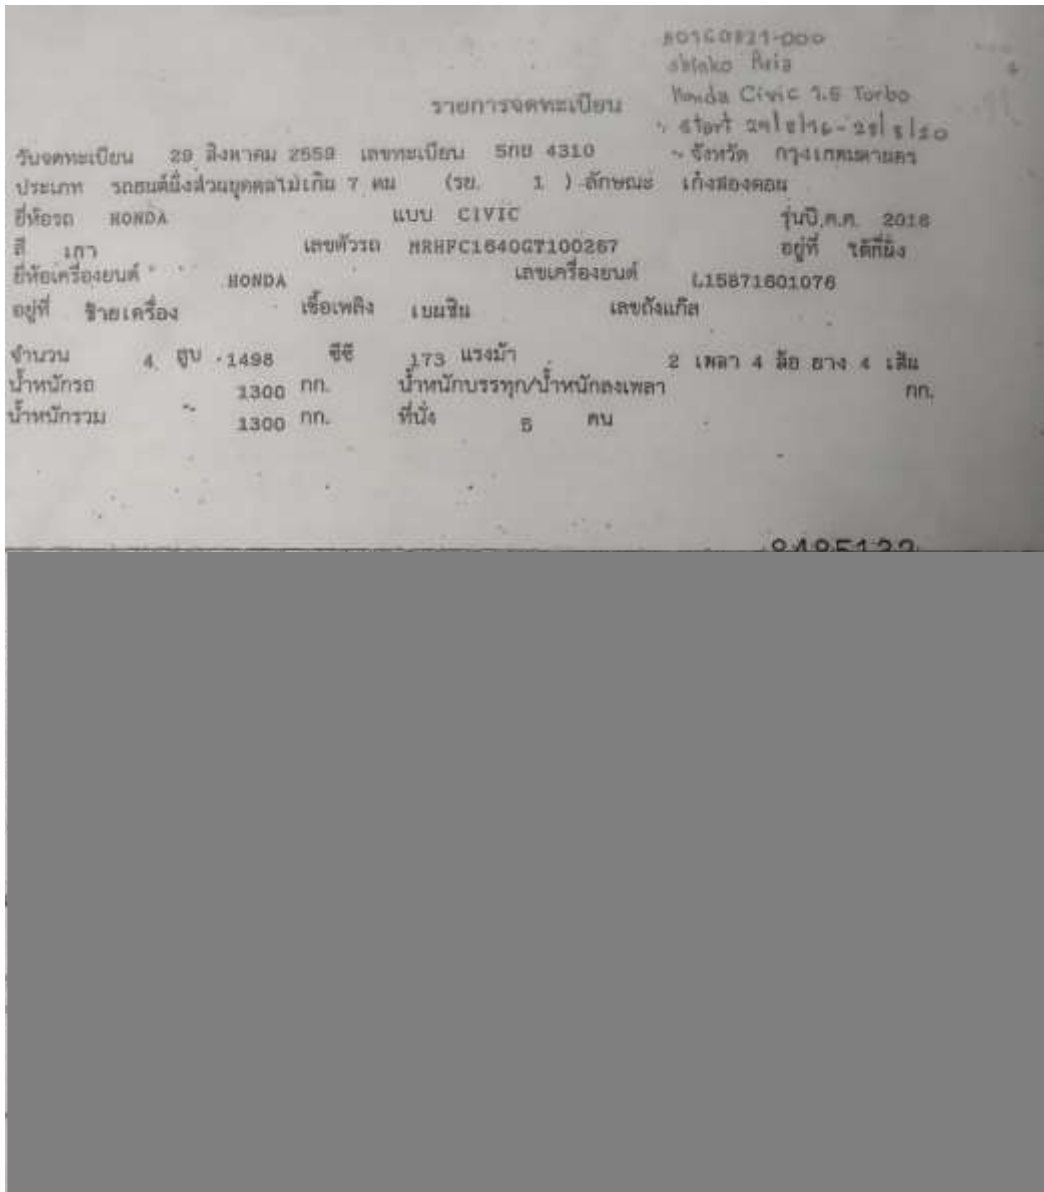 Honda Civic 1.5 Turbo
รายการจดทะเบียน
วันจดทะเบียน 29 สิงหาคม 2559 เลขทะเบียน 5กย 4310 จังหวัด กรุงเทพมหานคร
ประเภท รถยนต์นั่งส่วนบุคคลไม่เกิน 7 คน (รย. 1 ) ลักษณะ เก๋งสองตอน
ยี่ห้อรถ HONDA แบบ CIVIC รุ่นปี ค.ศ. 2016
สี เทา เลขตัวรถ MRHFC1640GT100267 อยู่ที่ ใต้ที่นั่ง
ยี่ห้อเครื่องยนต์ HONDA เลขเครื่องยนต์ L15B71601076
อยู่ที่ ซ้ายเครื่อง เชื้อเพลิง เบนซิน เลขถังแก๊ส
จำนวน 4 สูบ 1498 ซีซี 173 แรงม้า 2 เพลา 4 ล้อ ยาง 4 เส้น
น้ำหนักรถ 1300 กก. น้ำหนักบรรทุก/น้ำหนักลงเพลา กก.
น้ำหนักรวม 1300 กก. ที่นั่ง 5 คน